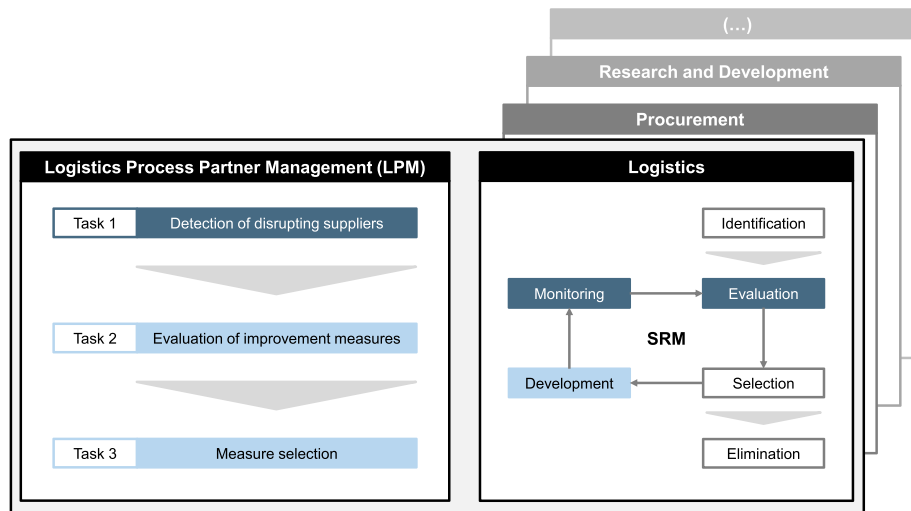 (...)
Research and Development
Procurement
Logistics Process Partner Management (LPM)
Task 1
Detection of disrupting suppliers
Task 2
Evaluation of improvement measures
Task 3
Measure selection
Logistics
Identification
Monitoring
Evaluation
SRM
Development
Selection
Elimination